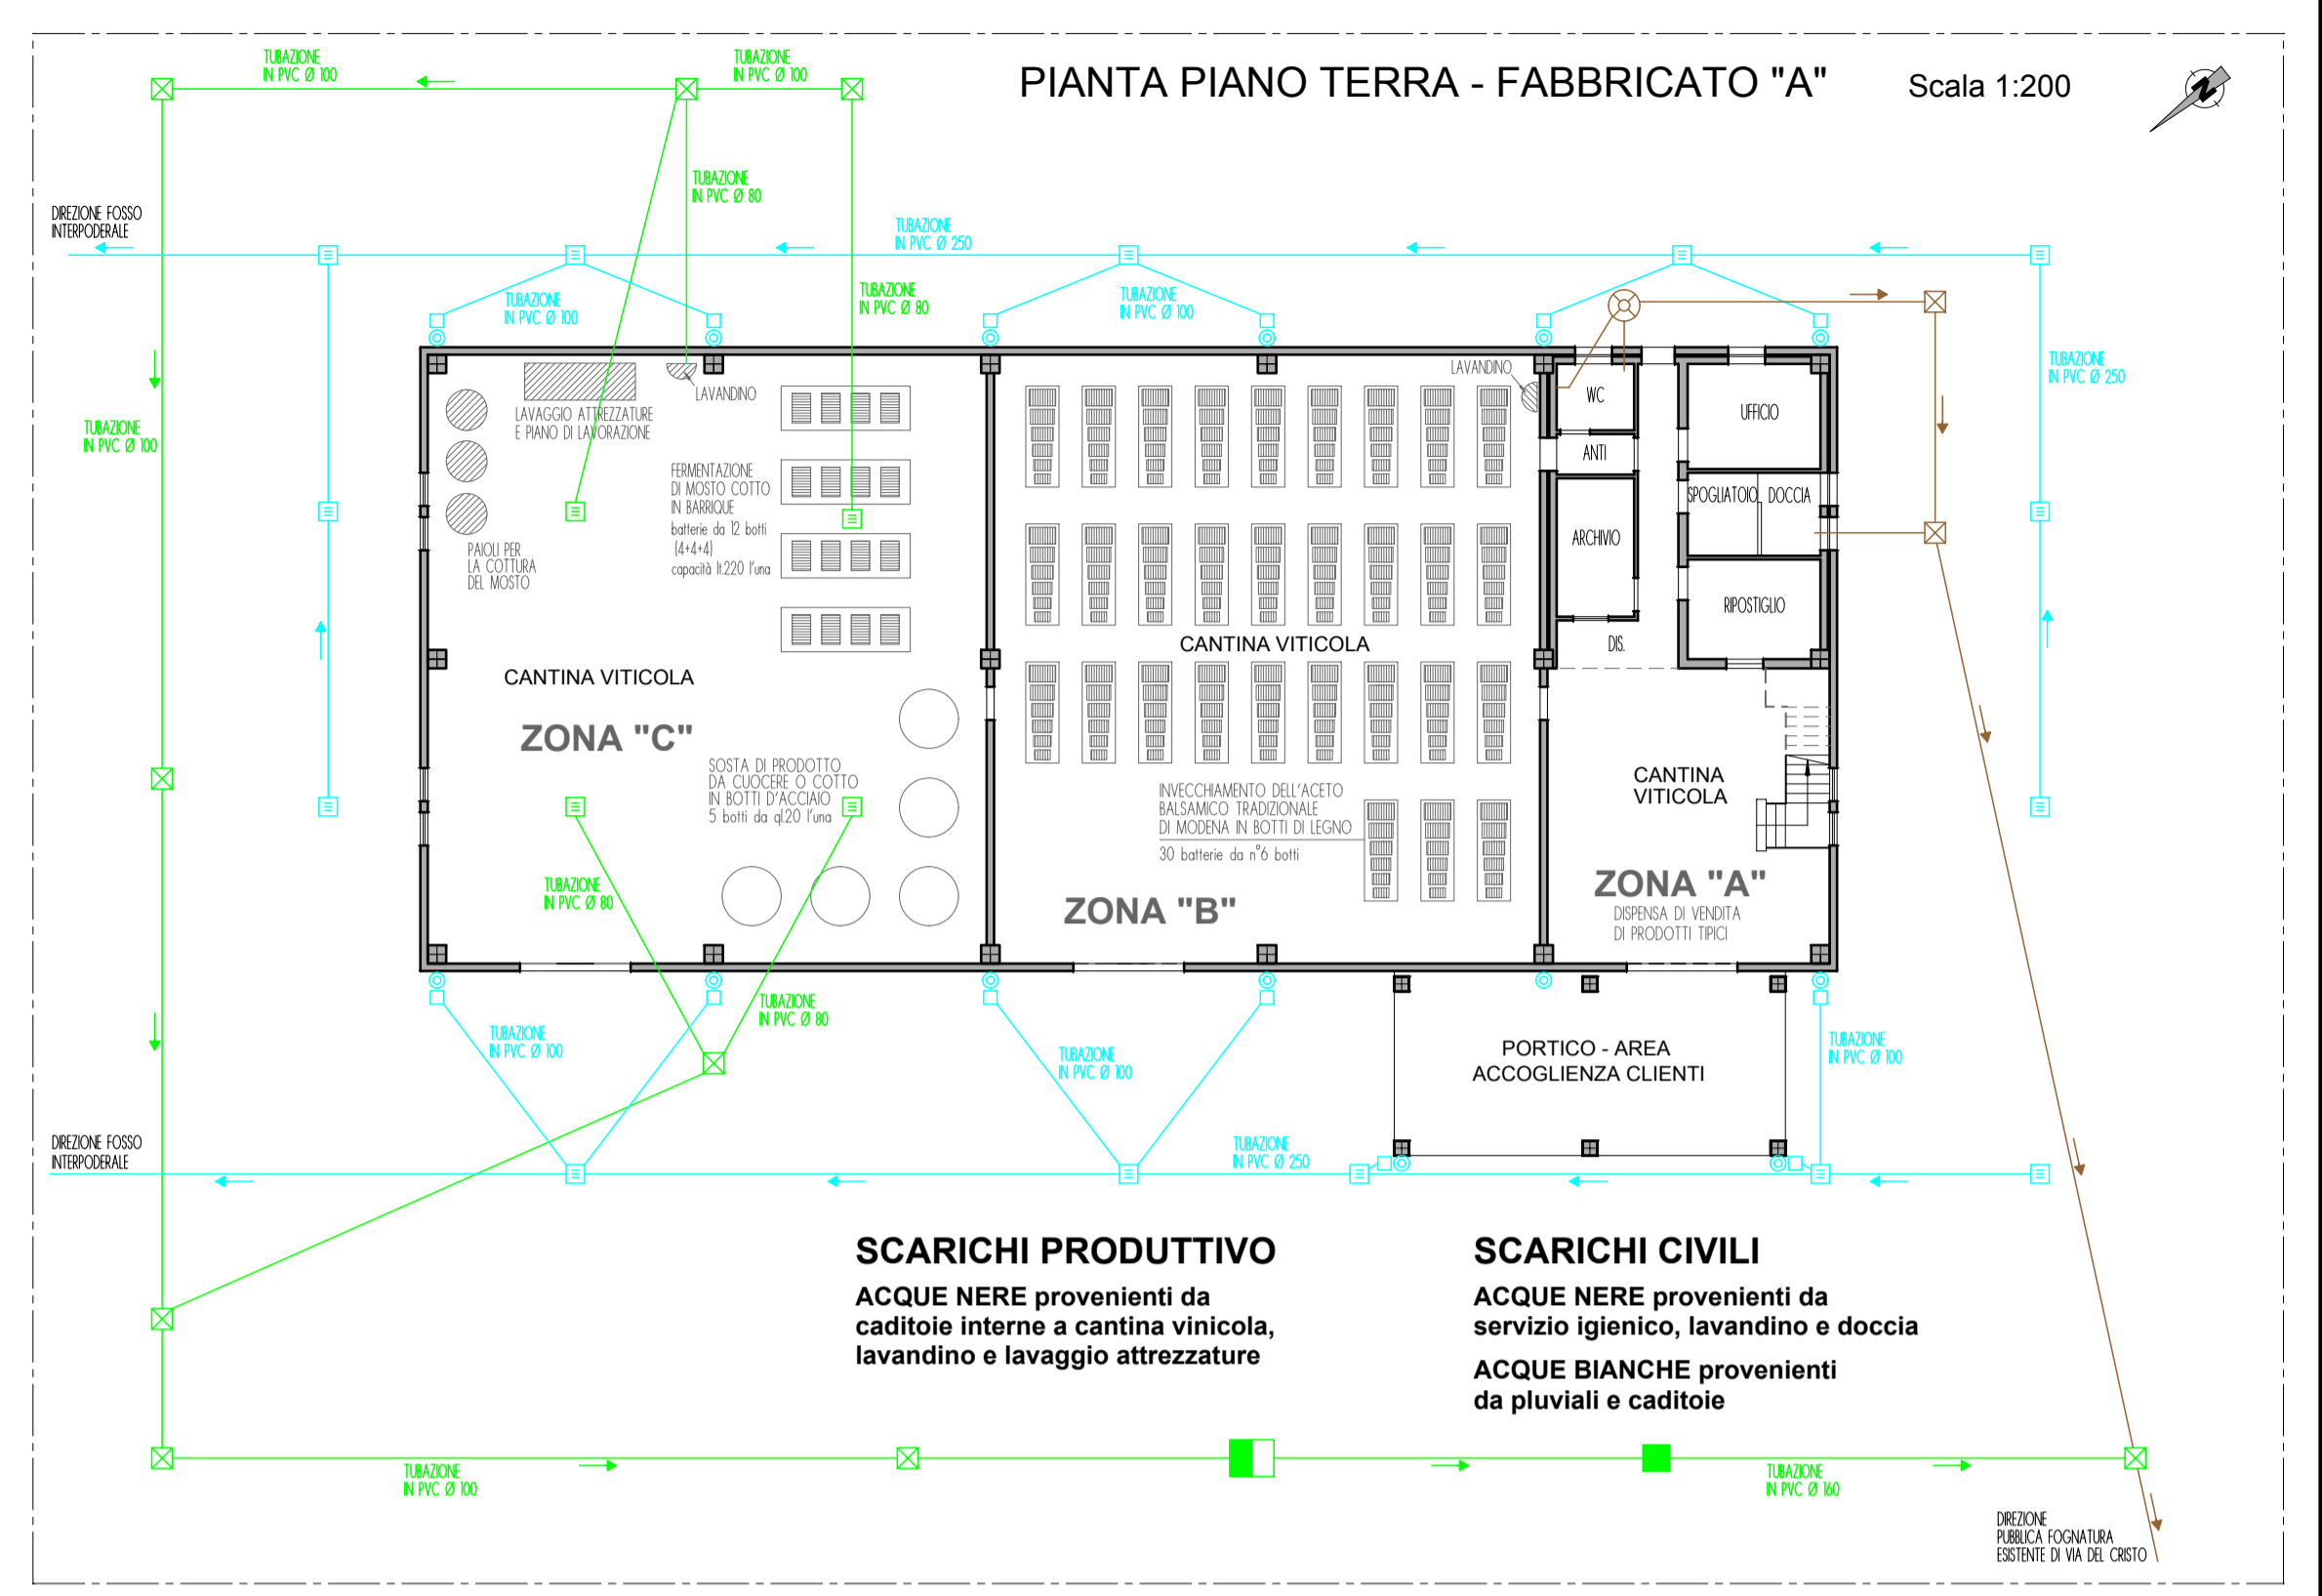 TUBAZIONE
IN PVC Ø 100
TUBAZIONE
IN PVC Ø 100
PIANTA PIANO TERRA - FABBRICATO "A"
Scala 1:200
N
TUBAZIONE
IN PVC Ø 80
DIREZIONE FOSSO
INTERPODERALE
TUBAZIONE
IN PVC Ø 250
TUBAZIONE
IN PVC Ø 100
TUBAZIONE
IN PVC Ø 80
TUBAZIONE
IN PVC Ø 100
TUBAZIONE
IN PVC Ø 250
TUBAZIONE
IN PVC Ø 100
LAVANDINO
LAVAGGIO ATTREZZATURE
E PIANO DI LAVORAZIONE
LAVANDINO
WC
UFFICIO
ANTI
FERMENTAZIONE
DI MOSTO COTTO
IN BARRIQUE
batterie da 12 botti
(4+4+4)
capacità lt.220 l'una
SPOGLIATOIO
DOCCIA
PAIOLI PER
LA COTTURA
DEL MOSTO
ARCHIVIO
RIPOSTIGLIO
DIS.
CANTINA VITICOLA
CANTINA VITICOLA
ZONA "C"
SOSTA DI PRODOTTO
DA CUOCERE O COTTO
IN BOTTI D'ACCIAIO
5 botti da ql.20 l'una
INVECCHIAMENTO DELL'ACETO
BALSAMICO TRADIZIONALE
DI MODENA IN BOTTI DI LEGNO
30 batterie da n°6 botti
CANTINA
VITICOLA
ZONA "B"
ZONA "A"
DISPENSA DI VENDITA
DI PRODOTTI TIPICI
TUBAZIONE
IN PVC Ø 80
TUBAZIONE
IN PVC Ø 80
TUBAZIONE
IN PVC Ø 100
TUBAZIONE
IN PVC Ø 100
PORTICO - AREA
ACCOGLIENZA CLIENTI
TUBAZIONE
IN PVC Ø 100
DIREZIONE FOSSO
INTERPODERALE
TUBAZIONE
IN PVC Ø 250
SCARICHI PRODUTTIVO
ACQUE NERE provenienti da
caditoie interne a cantina vinicola,
lavandino e lavaggio attrezzature
SCARICHI CIVILI
ACQUE NERE provenienti da
servizio igienico, lavandino e doccia
ACQUE BIANCHE provenienti
da pluviali e caditoie
TUBAZIONE
IN PVC Ø 100
TUBAZIONE
IN PVC Ø 160
DIREZIONE
PUBBLICA FOGNATURA
ESISTENTE DI VIA DEL CRISTO